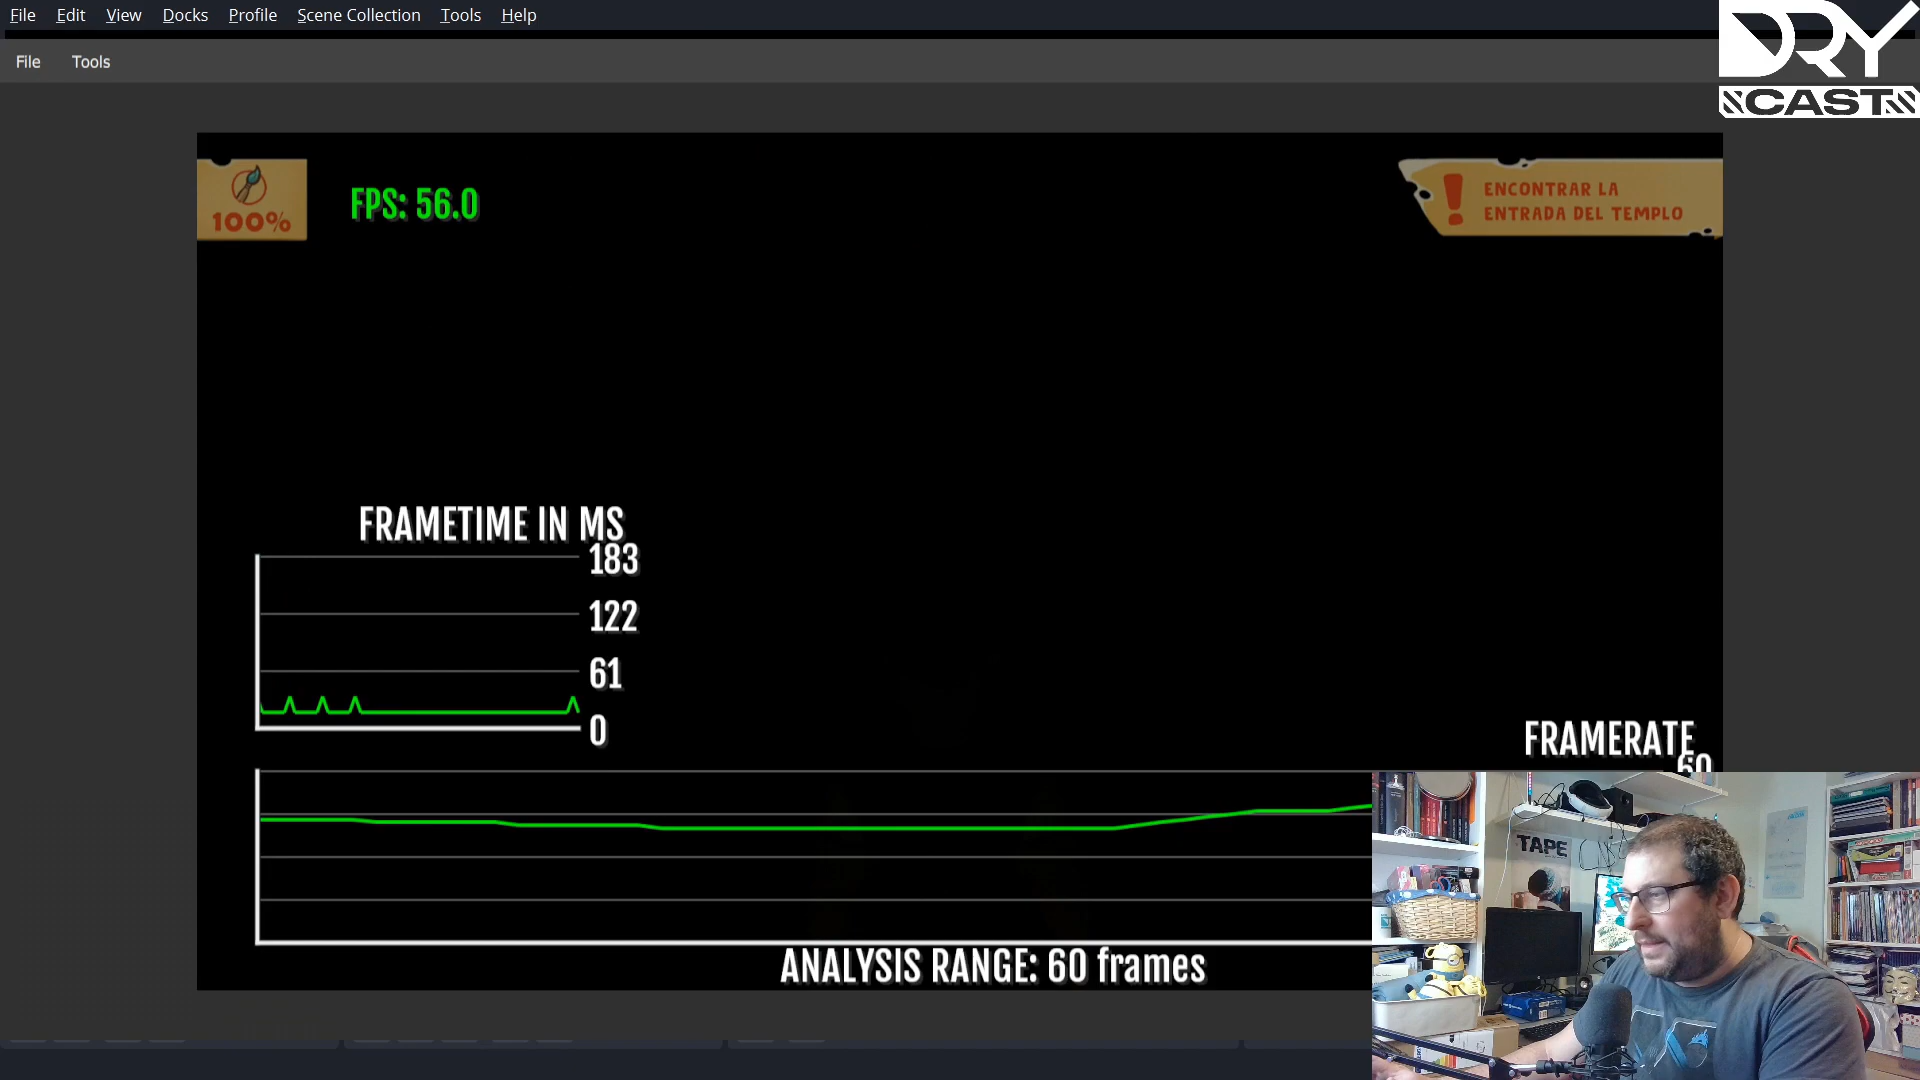 File Edit View Docks Profile Scene Collection Tools Help
File Tools
DRY
CAST
100%
FPS: 56.0
ENCONTRAR LA
ENTRADA DEL TEMPLO
FRAMETIME IN MS
183
122
61
0
FRAMERATE
60
ANALYSIS RANGE: 60 frames
TAPE